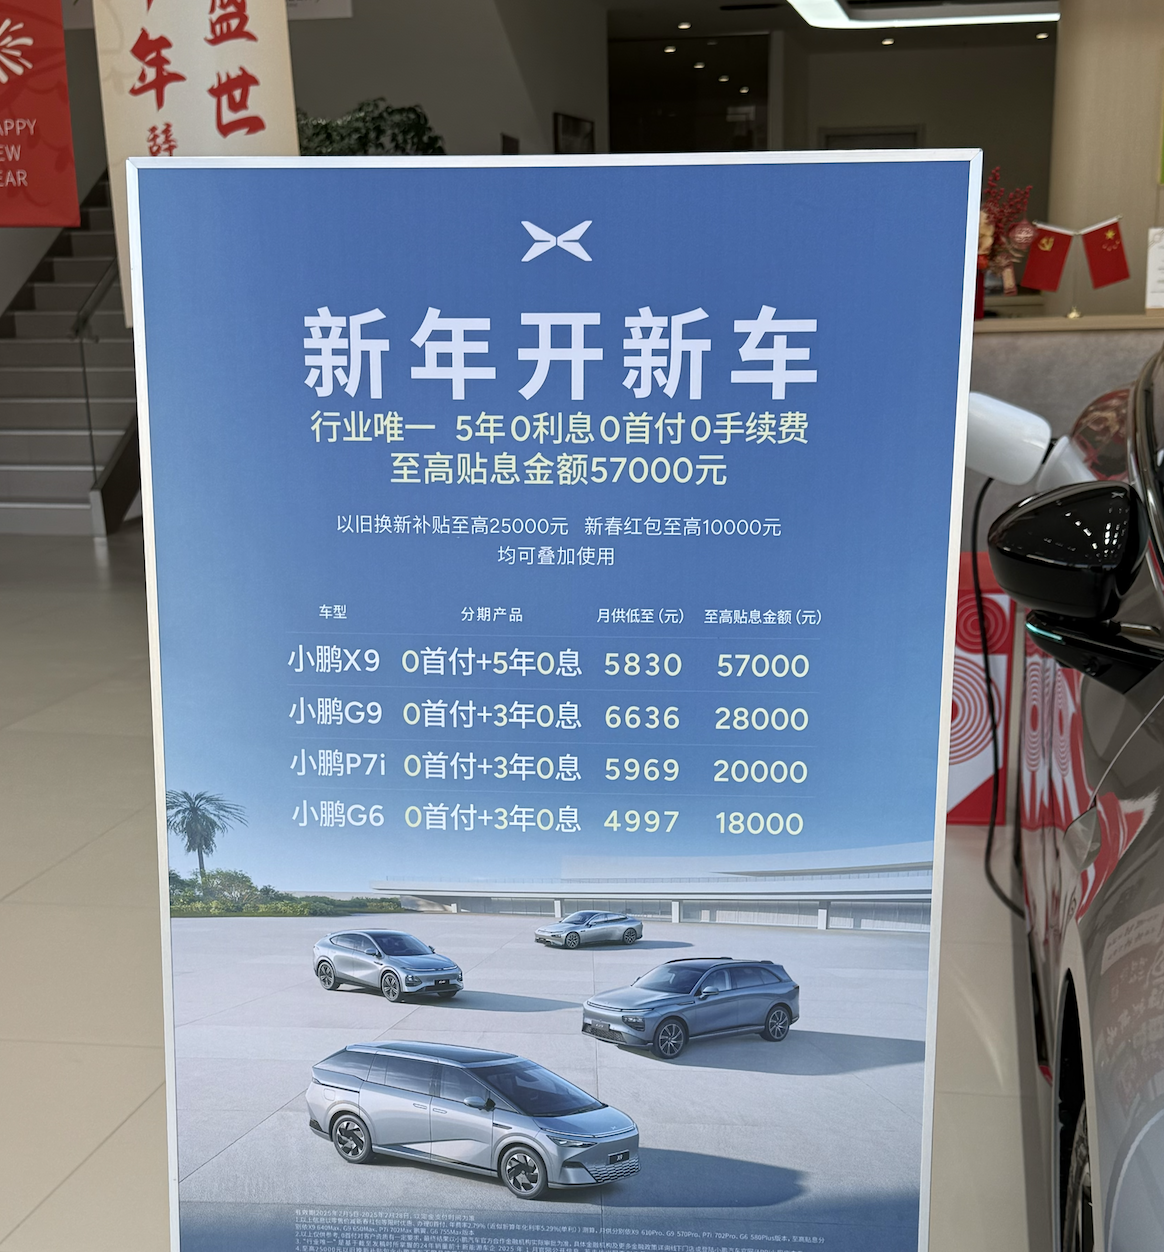 年
辞
盛
世
APPY
EW
EAR
新年开新车
行业唯一 5年0利息0首付0手续费
至高贴息金额57000元
以旧换新补贴至高25000元 新春红包至高10000元
均可叠加使用
车型 分期产品 月供低至(元) 至高贴息金额(元)
小鹏X9 0首付+5年0息 5830 57000
小鹏G9 0首付+3年0息 6636 28000
小鹏P7i 0首付+3年0息 5969 20000
小鹏G6 0首付+3年0息 4997 18000